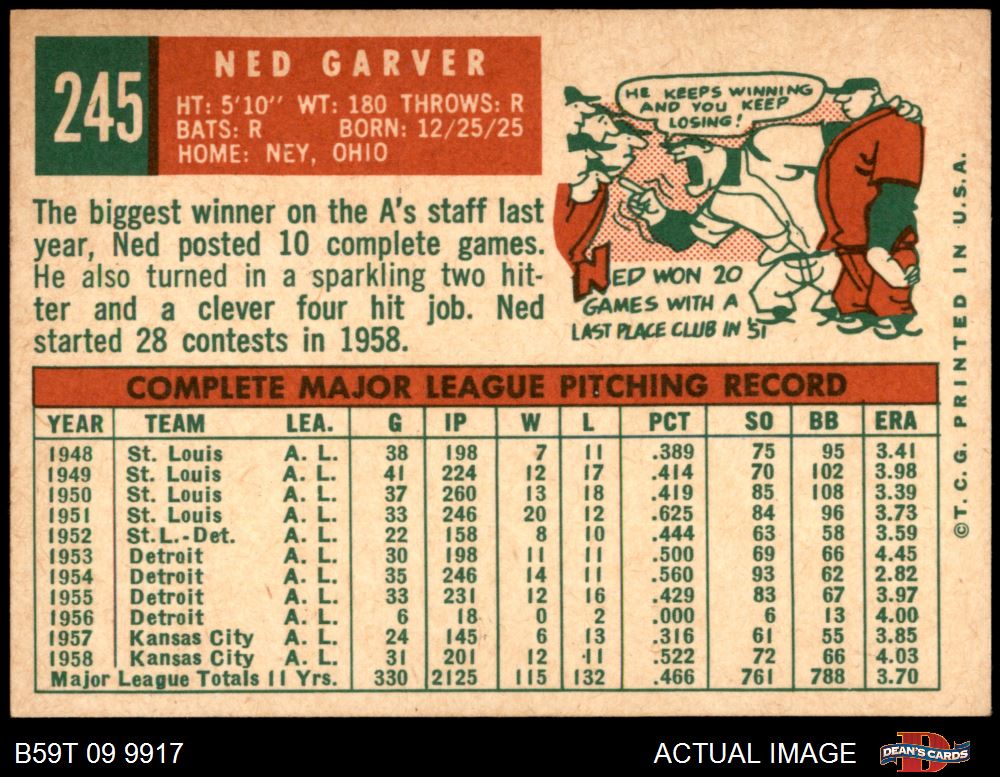 245
NED GARVER
HT: 5'10" WT: 180 THROWS: R
BATS: R BORN: 12/25/25
HOME: NEY, OHIO
The biggest winner on the A's staff last
year, Ned posted 10 complete games.
He also turned in a sparkling two hit-
ter and a clever four hit job. Ned
started 28 contests in 1958.
HE KEEPS WINNING
AND YOU KEEP
LOSING!
NED WON 20
GAMES WITH A
LAST PLACE CLUB IN '51
COMPLETE MAJOR LEAGUE PITCHING RECORD
YEAR TEAM LEA. G IP W L PCT SO BB ERA
1948 St. Louis A. L. 38 198 7 11 .389 75 95 3.41
1949 St. Louis A. L. 41 224 12 17 .414 70 102 3.98
1950 St. Louis A. L. 37 260 13 18 .419 85 108 3.39
1951 St. Louis A. L. 33 246 20 12 .625 84 96 3.73
1952 St.L.-Det. A. L. 22 158 8 10 .444 63 58 3.59
1953 Detroit A. L. 30 198 11 11 .500 69 66 4.45
1954 Detroit A. L. 35 246 14 11 .560 93 62 2.82
1955 Detroit A. L. 33 231 12 16 .429 83 67 3.97
1956 Detroit A. L. 6 18 0 2 .000 6 13 4.00
1957 Kansas City A. L. 24 145 6 13 .316 61 55 3.85
1958 Kansas City A. L. 31 201 12 11 .522 72 66 4.03
Major League Totals 11 Yrs. 330 2125 115 132 .466 761 788 3.70
©T.C.G. PRINTED IN U.S.A.
B59T 09 9917
ACTUAL IMAGE
D
DEAN'S CARDS